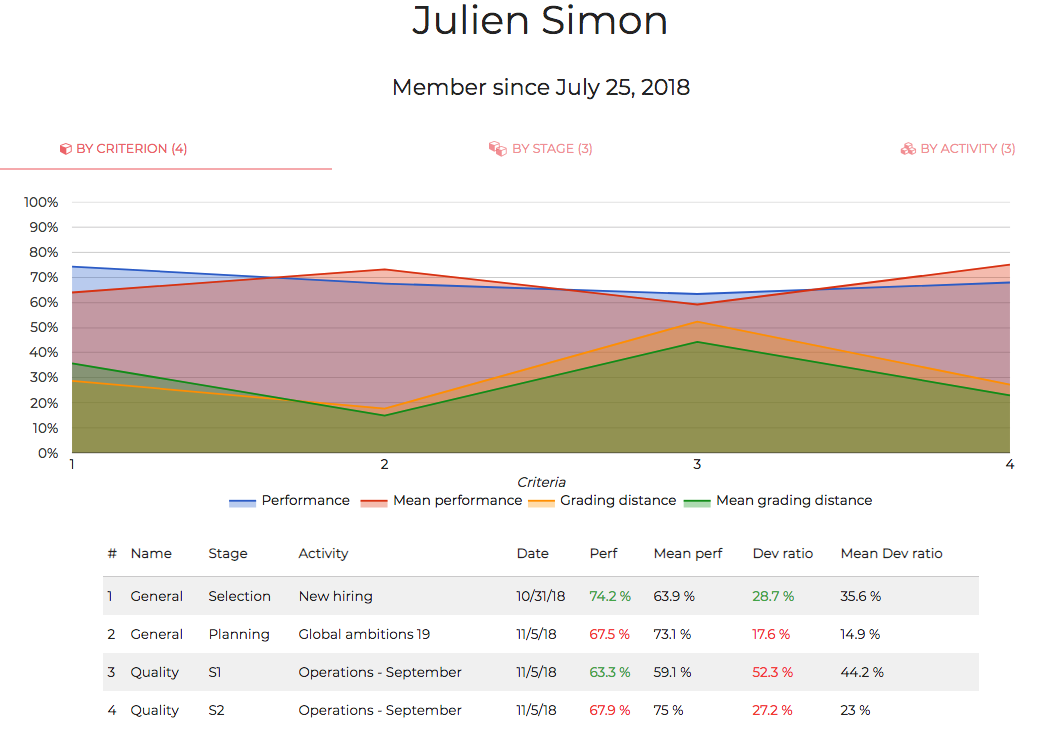 Julien Simon
Member since July 25, 2018
BY CRITERION (4) BY STAGE (3) BY ACTIVITY (3)
100%
90%
80%
70%
60%
50%
40%
30%
20%
10%
0%
1 2 3 4
Criteria
Performance Mean performance Grading distance Mean grading distance
# Name Stage Activity Date Perf Mean perf Dev ratio Mean Dev ratio
1 General Selection New hiring 10/31/18 74.2 % 63.9 % 28.7 % 35.6 %
2 General Planning Global ambitions 19 11/5/18 67.5 % 73.1 % 17.6 % 14.9 %
3 Quality S1 Operations - September 11/5/18 63.3 % 59.1 % 52.3 % 44.2 %
4 Quality S2 Operations - September 11/5/18 67.9 % 75 % 27.2 % 23 %